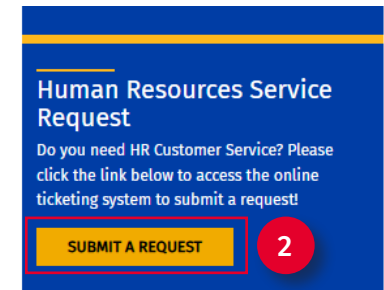 Human Resources Service
Request
Do you need HR Customer Service? Please
click the link below to access the online
ticketing system to submit a request!
SUBMIT A REQUEST
2